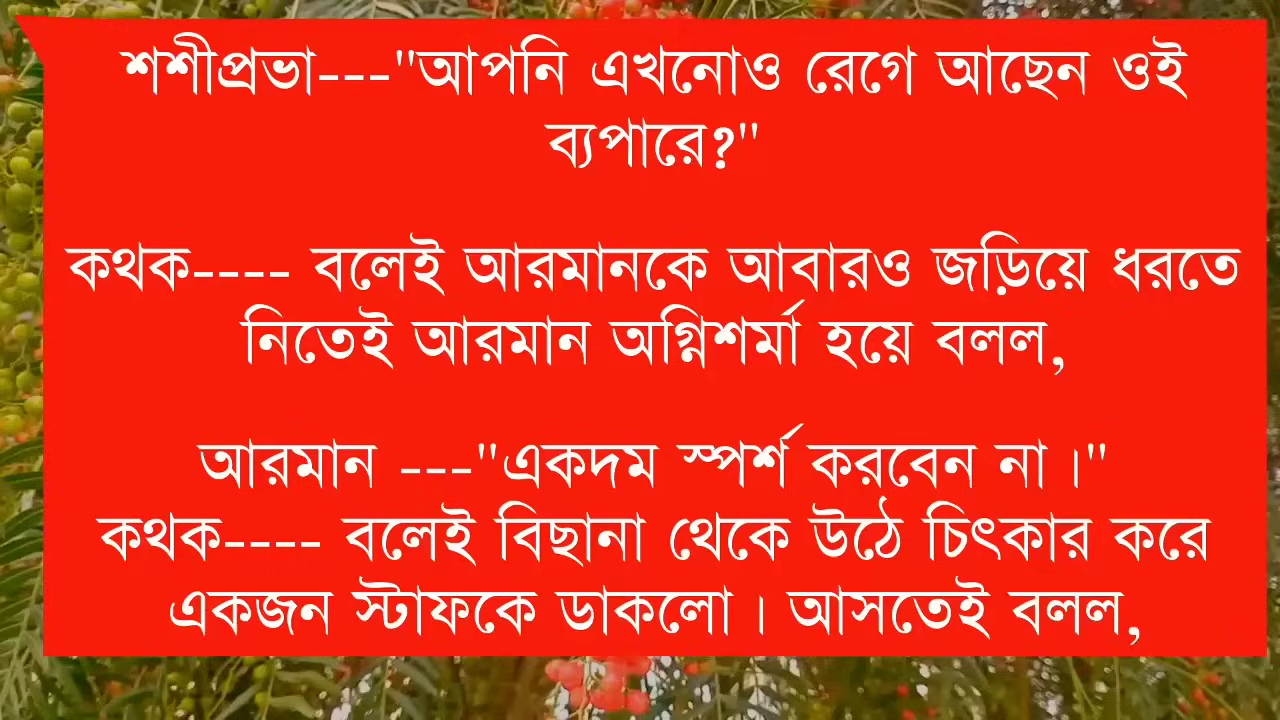 শশীপ্রভা---"আপনি এখনোও রেগে আছেন ওই
ব্যপারে?"
কথক---- বলেই আরমানকে আবারও জড়িয়ে ধরতে
নিতেই আরমান অগ্নিশর্মা হয়ে বলল,
আরমান ---"একদম স্পর্শ করবেন না।"
কথক---- বলেই বিছানা থেকে উঠে চিৎকার করে
একজন স্টাফকে ডাকলো। আসতেই বলল,